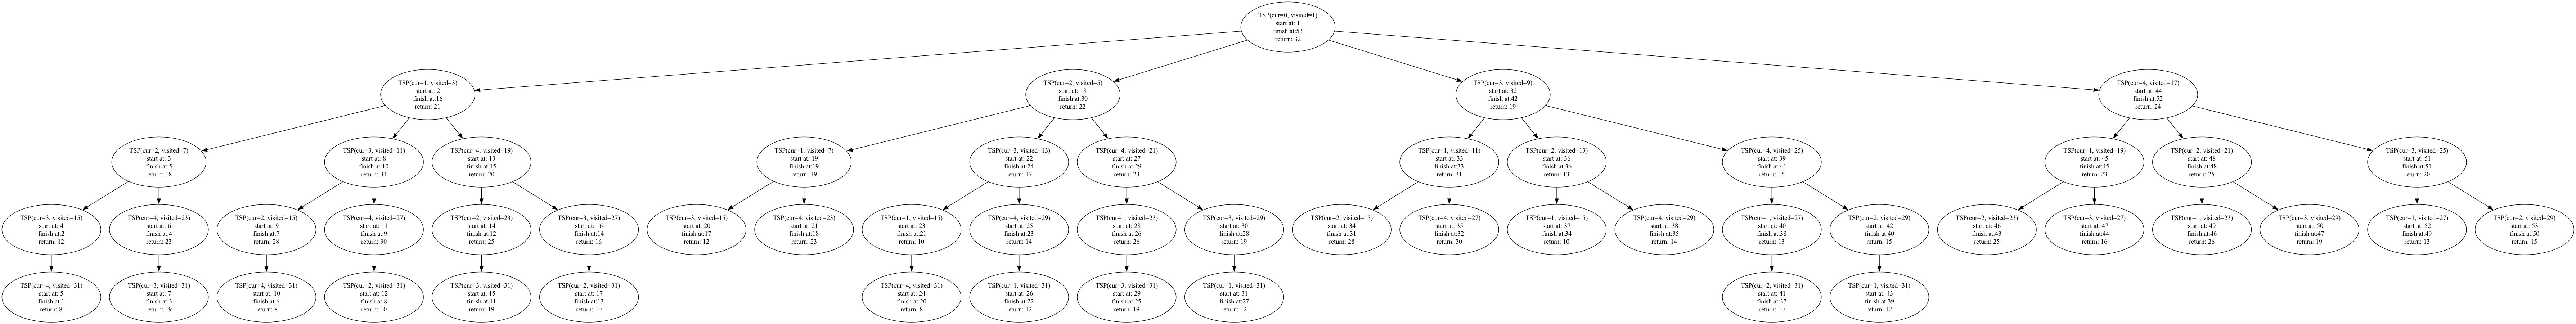 TSP(cur=0, visited=1)
start at: 1
finish at:53
return: 32
TSP(cur=1, visited=3)
start at: 2
finish at:16
return: 21
TSP(cur=2, visited=5)
start at: 18
finish at:30
return: 22
TSP(cur=3, visited=9)
start at: 32
finish at:42
return: 19
TSP(cur=4, visited=17)
start at: 44
finish at:52
return: 24
TSP(cur=2, visited=7)
start at: 3
finish at:5
return: 18
TSP(cur=3, visited=11)
start at: 8
finish at:10
return: 34
TSP(cur=4, visited=19)
start at: 13
finish at:15
return: 20
TSP(cur=1, visited=7)
start at: 19
finish at:19
return: 19
TSP(cur=3, visited=13)
start at: 22
finish at:24
return: 17
TSP(cur=4, visited=21)
start at: 27
finish at:29
return: 23
TSP(cur=1, visited=11)
start at: 33
finish at:33
return: 31
TSP(cur=2, visited=13)
start at: 36
finish at:36
return: 13
TSP(cur=4, visited=25)
start at: 39
finish at:41
return: 15
TSP(cur=1, visited=19)
start at: 45
finish at:45
return: 23
TSP(cur=2, visited=21)
start at: 48
finish at:48
return: 25
TSP(cur=3, visited=25)
start at: 51
finish at:51
return: 20
TSP(cur=3, visited=15)
start at: 4
finish at:2
return: 12
TSP(cur=4, visited=23)
start at: 6
finish at:4
return: 23
TSP(cur=2, visited=15)
start at: 9
finish at:7
return: 28
TSP(cur=4, visited=27)
start at: 11
finish at:9
return: 30
TSP(cur=2, visited=23)
start at: 14
finish at:12
return: 25
TSP(cur=3, visited=27)
start at: 16
finish at:14
return: 16
TSP(cur=3, visited=15)
start at: 20
finish at:17
return: 12
TSP(cur=4, visited=23)
start at: 21
finish at:18
return: 23
TSP(cur=1, visited=15)
start at: 23
finish at:21
return: 10
TSP(cur=4, visited=29)
start at: 25
finish at:23
return: 14
TSP(cur=1, visited=23)
start at: 28
finish at:26
return: 26
TSP(cur=3, visited=29)
start at: 30
finish at:28
return: 19
TSP(cur=2, visited=15)
start at: 34
finish at:31
return: 28
TSP(cur=4, visited=27)
start at: 35
finish at:32
return: 30
TSP(cur=1, visited=15)
start at: 37
finish at:34
return: 10
TSP(cur=4, visited=29)
start at: 38
finish at:35
return: 14
TSP(cur=1, visited=27)
start at: 40
finish at:38
return: 13
TSP(cur=2, visited=29)
start at: 42
finish at:40
return: 15
TSP(cur=2, visited=23)
start at: 46
finish at:43
return: 25
TSP(cur=3, visited=27)
start at: 47
finish at:44
return: 16
TSP(cur=1, visited=23)
start at: 49
finish at:46
return: 26
TSP(cur=3, visited=29)
start at: 50
finish at:47
return: 19
TSP(cur=1, visited=27)
start at: 52
finish at:49
return: 13
TSP(cur=2, visited=29)
start at: 53
finish at:50
return: 15
TSP(cur=4, visited=31)
start at: 5
finish at:1
return: 8
TSP(cur=3, visited=31)
start at: 7
finish at:3
return: 19
TSP(cur=4, visited=31)
start at: 10
finish at:6
return: 8
TSP(cur=2, visited=31)
start at: 12
finish at:8
return: 10
TSP(cur=3, visited=31)
start at: 15
finish at:11
return: 19
TSP(cur=2, visited=31)
start at: 17
finish at:13
return: 10
TSP(cur=4, visited=31)
start at: 24
finish at:20
return: 8
TSP(cur=1, visited=31)
start at: 26
finish at:22
return: 12
TSP(cur=3, visited=31)
start at: 29
finish at:25
return: 19
TSP(cur=1, visited=31)
start at: 31
finish at:27
return: 12
TSP(cur=2, visited=31)
start at: 41
finish at:37
return: 10
TSP(cur=1, visited=31)
start at: 43
finish at:39
return: 12